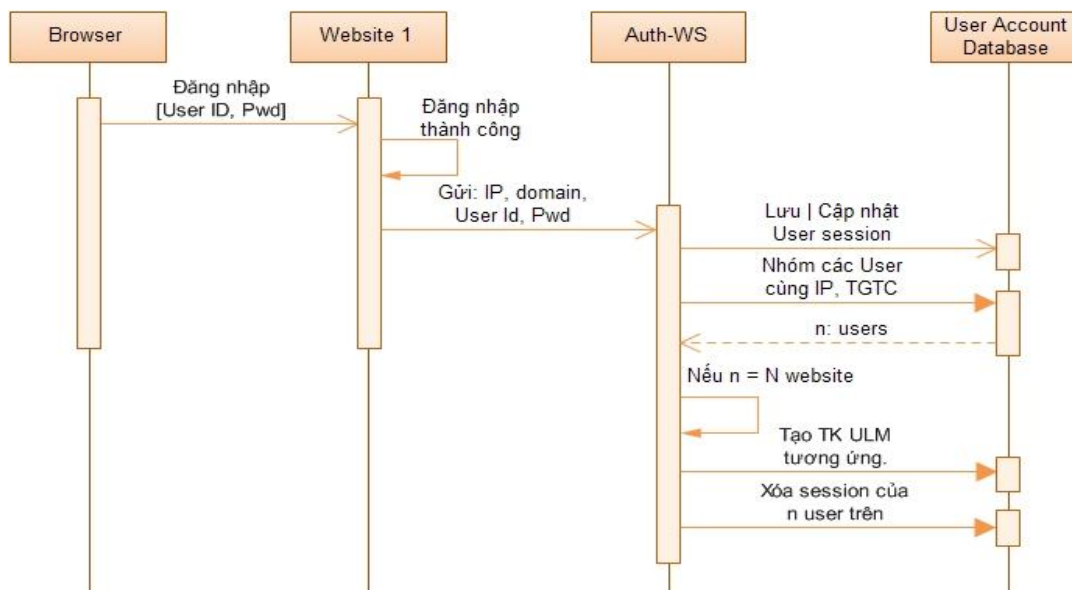 Browser
Website 1
Auth-WS
User Account
Database
Đăng nhập
[User ID, Pwd]
Đăng nhập
thành công
Gửi: IP, domain,
User Id, Pwd
Lưu | Cập nhật
User session
Nhóm các User
cùng IP, TGTC
n: users
Nếu n = N website
Tạo TK ULM
tương ứng.
Xóa session của
n user trên